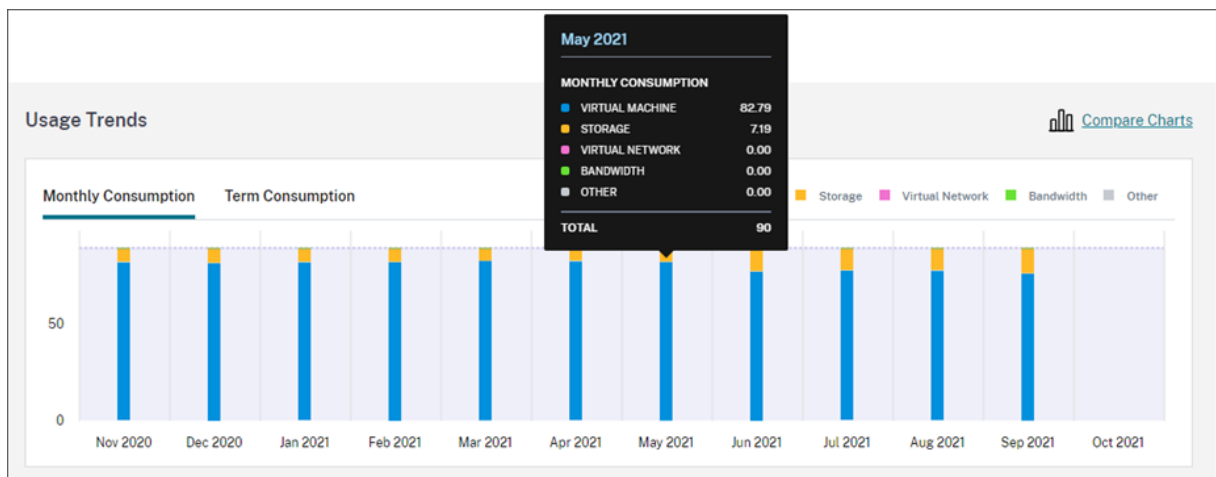 May 2021
MONTHLY CONSUMPTION
VIRTUAL MACHINE 82.79
STORAGE 7.19
VIRTUAL NETWORK 0.00
BANDWIDTH 0.00
OTHER 0.00
TOTAL 90
Usage Trends
Compare Charts
Monthly Consumption Term Consumption
Storage Virtual Network Bandwidth Other
50
0
Nov 2020 Dec 2020 Jan 2021 Feb 2021 Mar 2021 Apr 2021 May 2021 Jun 2021 Jul 2021 Aug 2021 Sep 2021 Oct 2021